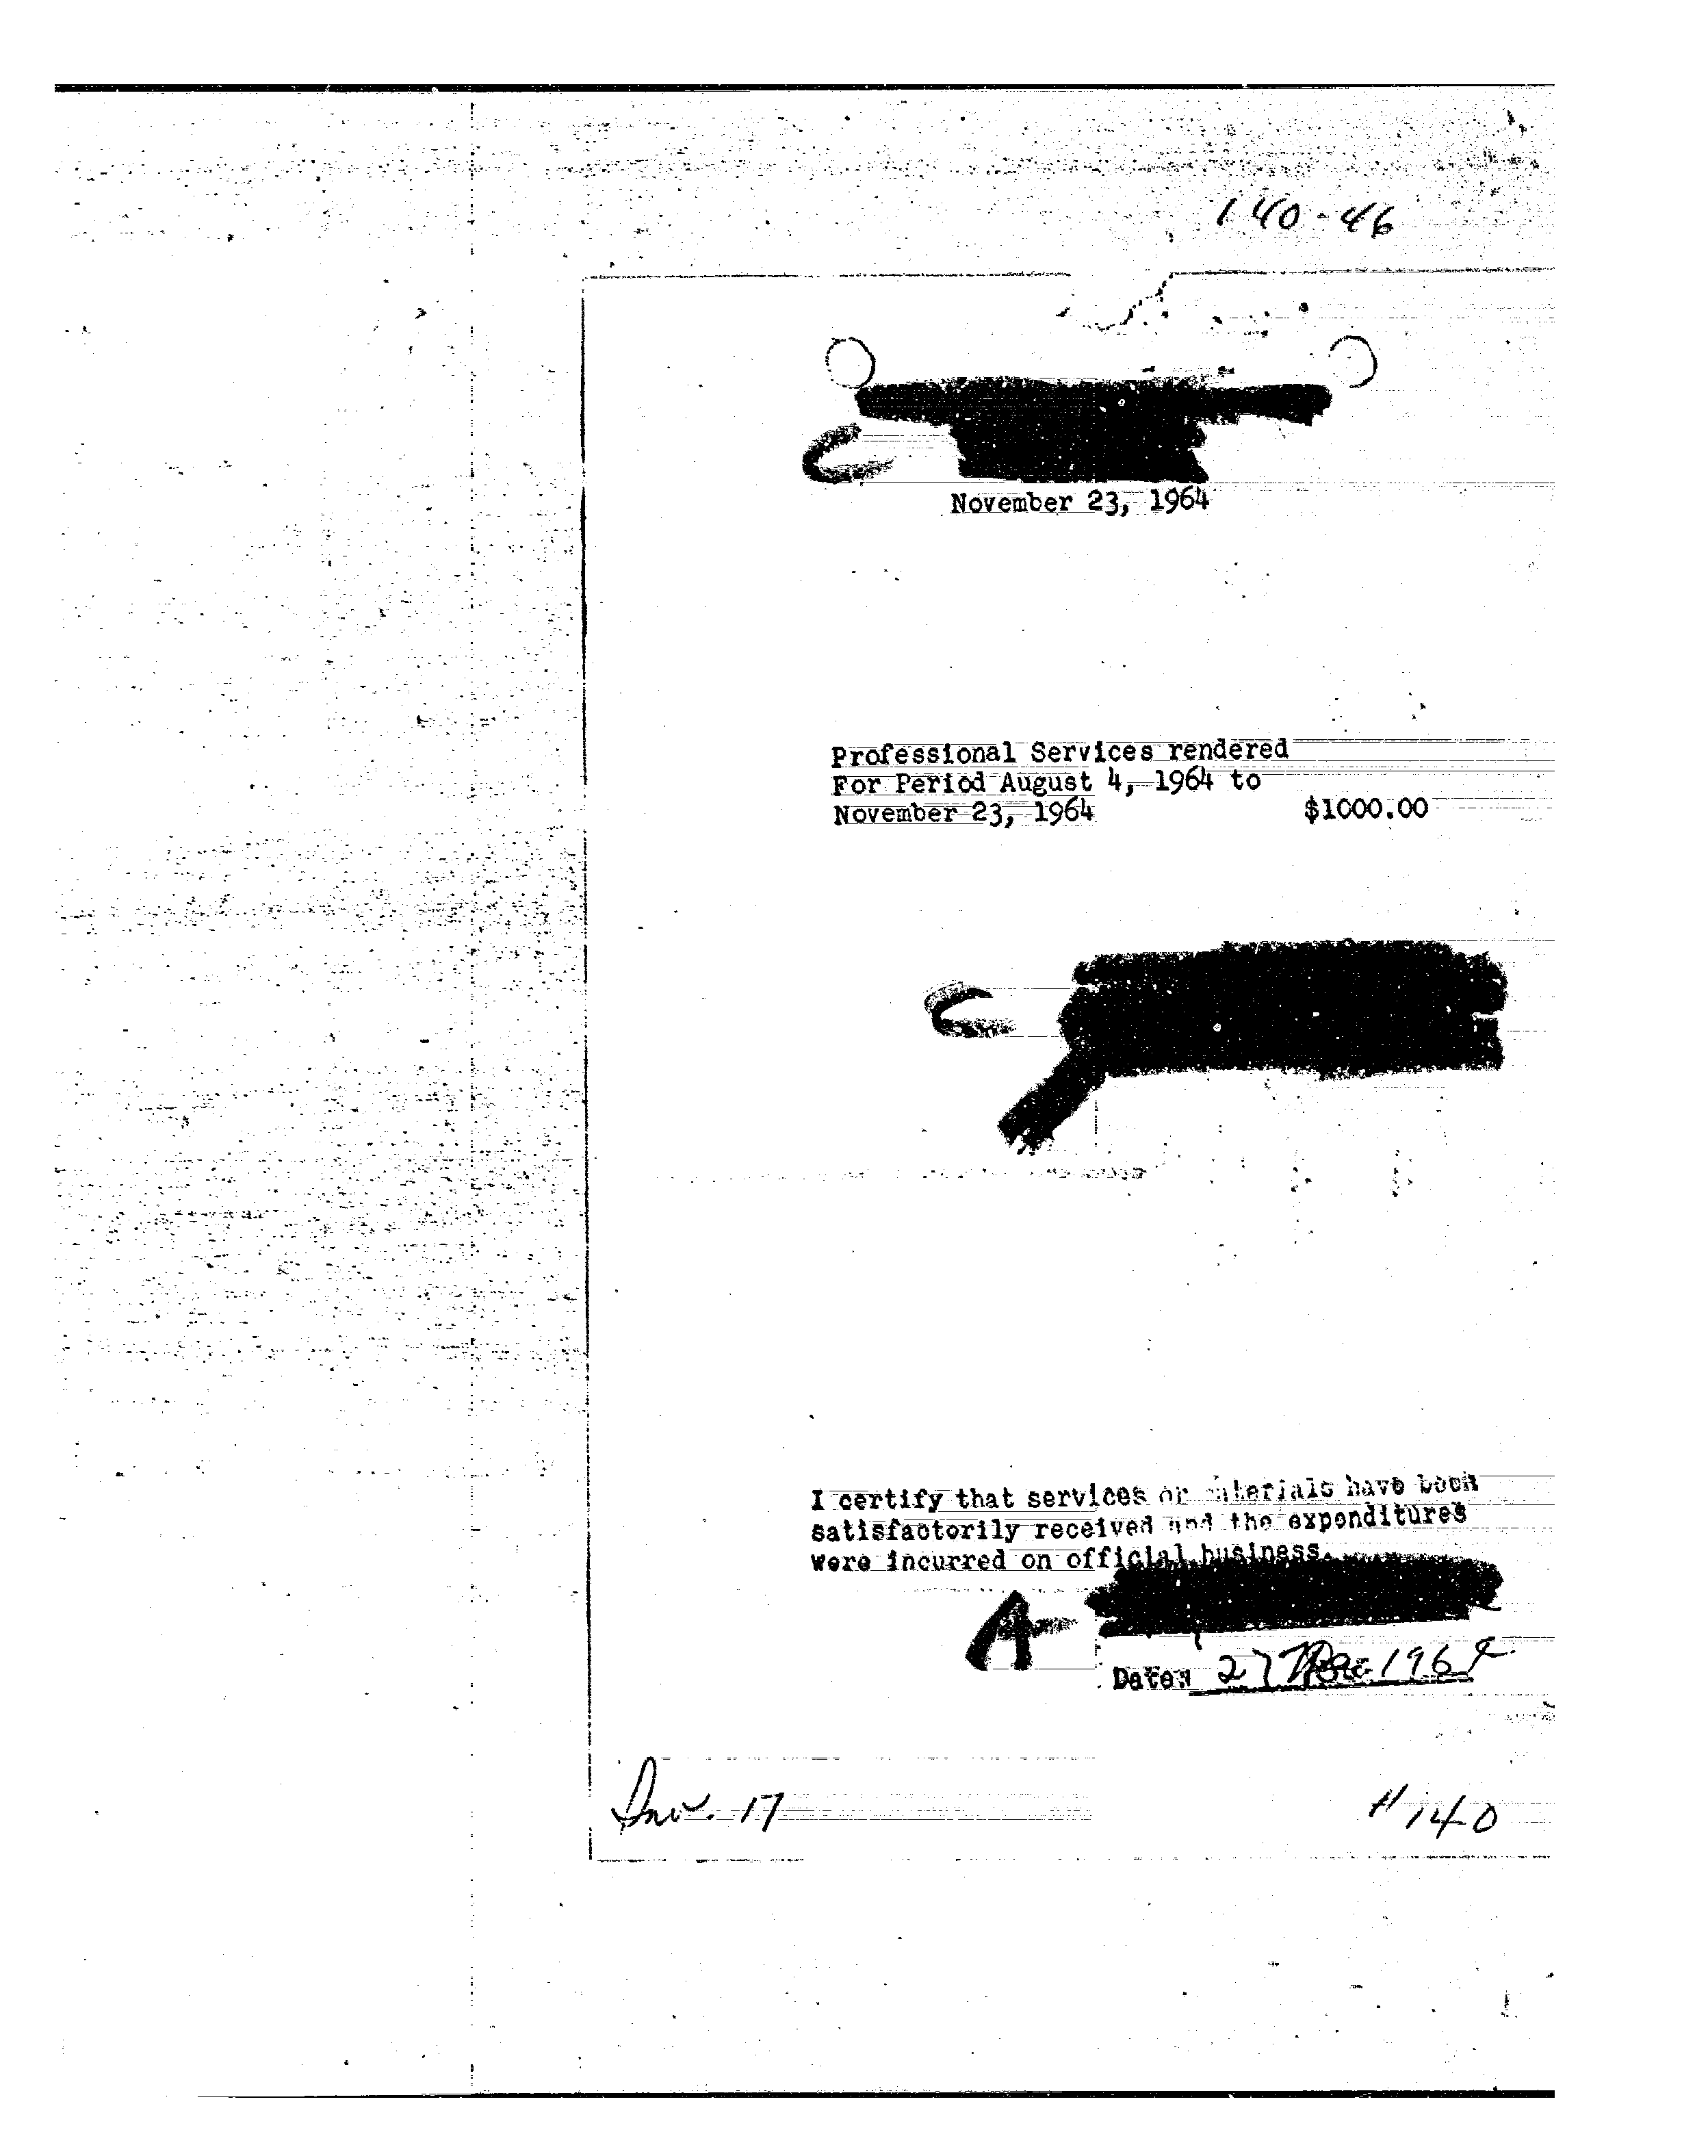 140-46
C
November 23, 1964
Professional Services rendered
For Period August 4, 1964 to
November 23, 1964 $1000.00
C
I certify that services or materials have been
satisfactorily received and the expenditures
were incurred on official business.
A
Date: 27 1964
Inv. 17
#140